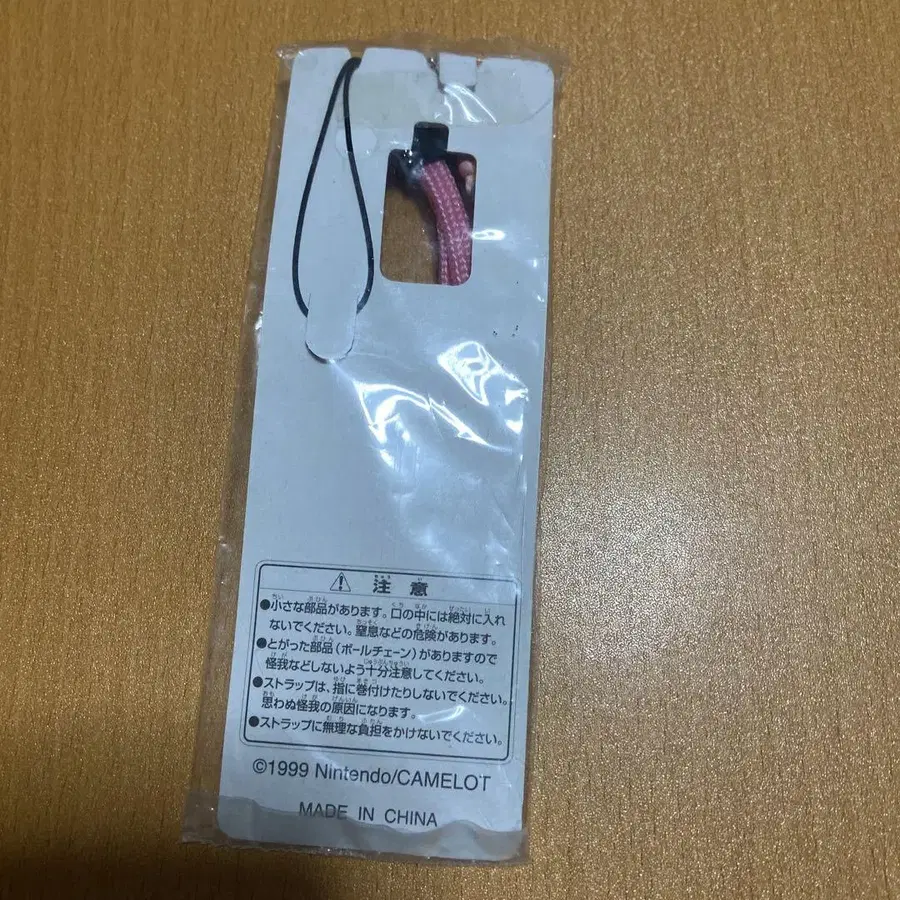 ⚠ 注意
●小さな部品があります。口の中には絶対に入れ
ないでください。窒息などの危険があります。
●とがった部品(ボールチェーン)がありますので
怪我などしないよう十分注意してください。
●ストラップは、指に巻付けたりしないでください。
思わぬ怪我の原因になります。
●ストラップに無理な負担をかけないでください。
©1999 Nintendo/CAMELOT
MADE IN CHINA